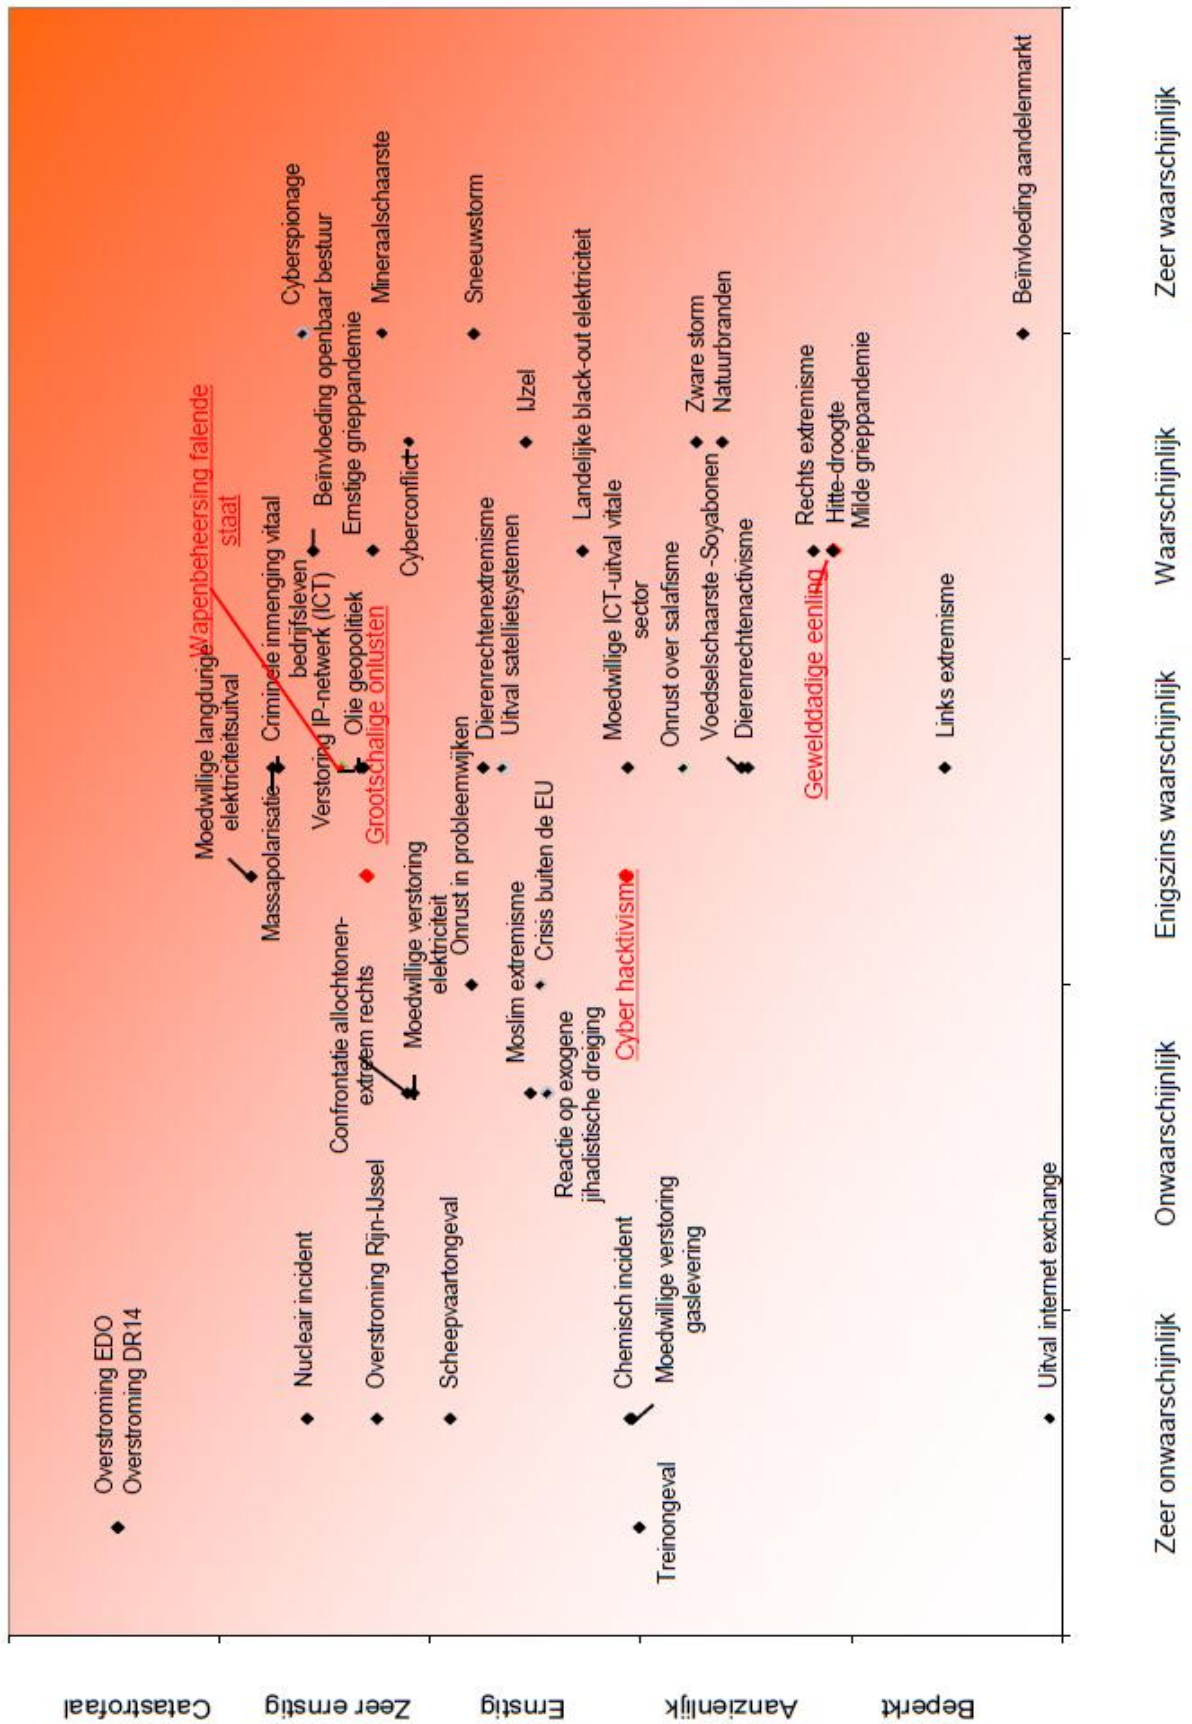 Catastrofaal
Zeer ernstig
Ernstig
Aanzienlijk
Beperkt
Overstroming EDO
Overstroming DR14
Nucleair incident
Overstroming Rijn-IJssel
Scheepvaartongeval
Chemisch incident
Moedwillige verstoring
gaslevering
Treinongeval
Uitval internet exchange
Confrontatie allochtonen-
extrem rechts
Moedwillige verstoring
elektriciteit
Onrust in probleemwijken
Moslim extremisme
Crisis buiten de EU
Reactie op exogene
jihadistische dreiging
Cyber hacktivisme
Moedwillige langdurige
elektriciteitsuitval
Massapolarisatie
Wapenbeheersing falende
staat
Criminele inmenging vitaal
bedrijfsleven
Verstoring IP-netwerk (ICT)
Olie geopolitiek
Grootschalige onlusten
Dierenrechtenextremisme
Uitval satellietsystemen
Moedwillige ICT-uitval vitale
sector
Onrust over salafisme
Voedselschaarste -Soyabonen
Dierenrechtenactivisme
Gewelddadige eenling
Links extremisme
Cyberspionage
Beïnvloeding openbaar bestuur
Ernstige grieppandemie
Mineraalschaarste
Cyberconflict
Sneeuwstorm
IJzel
Landelijke black-out elektriciteit
Zware storm
Natuurbranden
Rechts extremisme
Hitte-droogte
Milde grieppandemie
Beïnvloeding aandelenmarkt
Zeer onwaarschijnlijk
Onwaarschijnlijk
Enigszins waarschijnlijk
Waarschijnlijk
Zeer waarschijnlijk